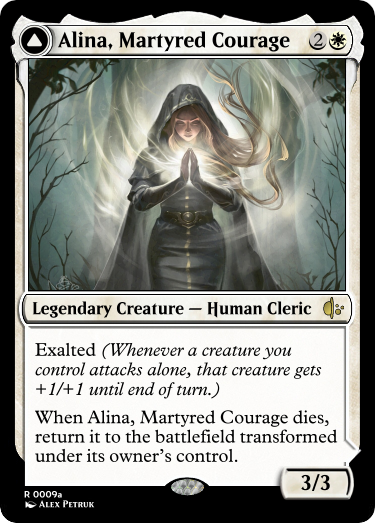 Alina, Martyred Courage 2
Legendary Creature — Human Cleric
Exalted (Whenever a creature you
control attacks alone, that creature gets
+1/+1 until end of turn.)
When Alina, Martyred Courage dies,
return it to the battlefield transformed
under its owner's control.
3/3
R 0009a
Alex Petruk